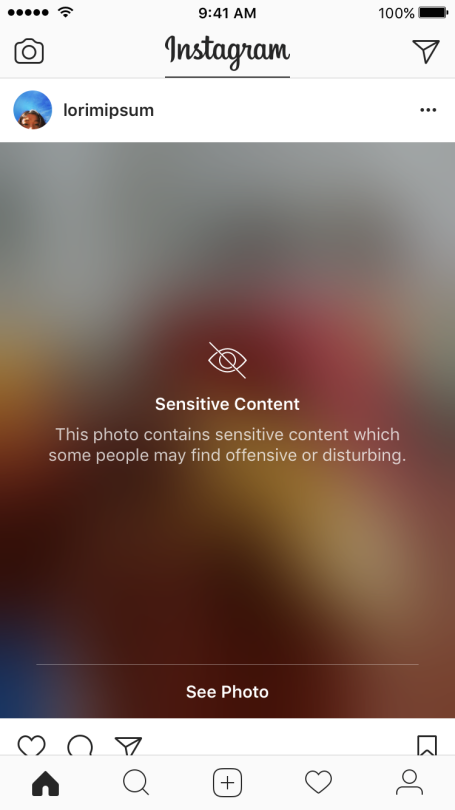 9:41 AM
100%
Instagram
lorimipsum
Sensitive Content
This photo contains sensitive content which
some people may find offensive or disturbing.
See Photo